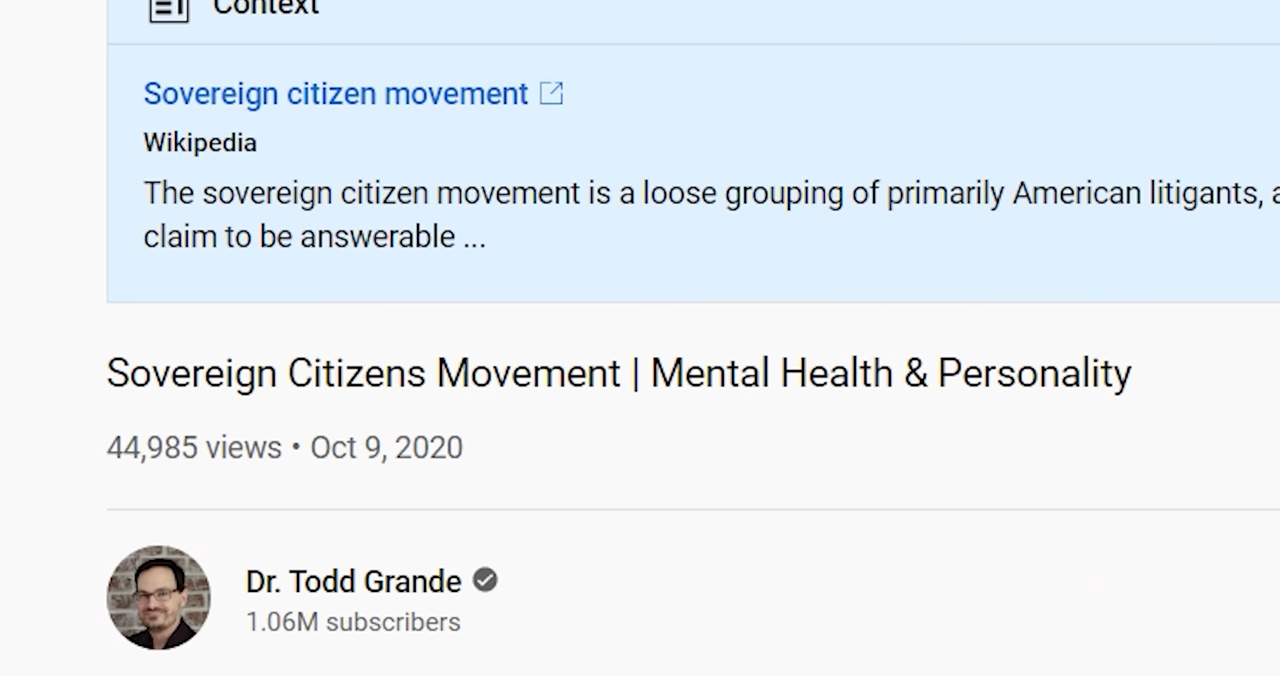 Context
Sovereign citizen movement
Wikipedia
The sovereign citizen movement is a loose grouping of primarily American litigants,
claim to be answerable ...
Sovereign Citizens Movement | Mental Health & Personality
44,985 views • Oct 9, 2020
Dr. Todd Grande
1.06M subscribers